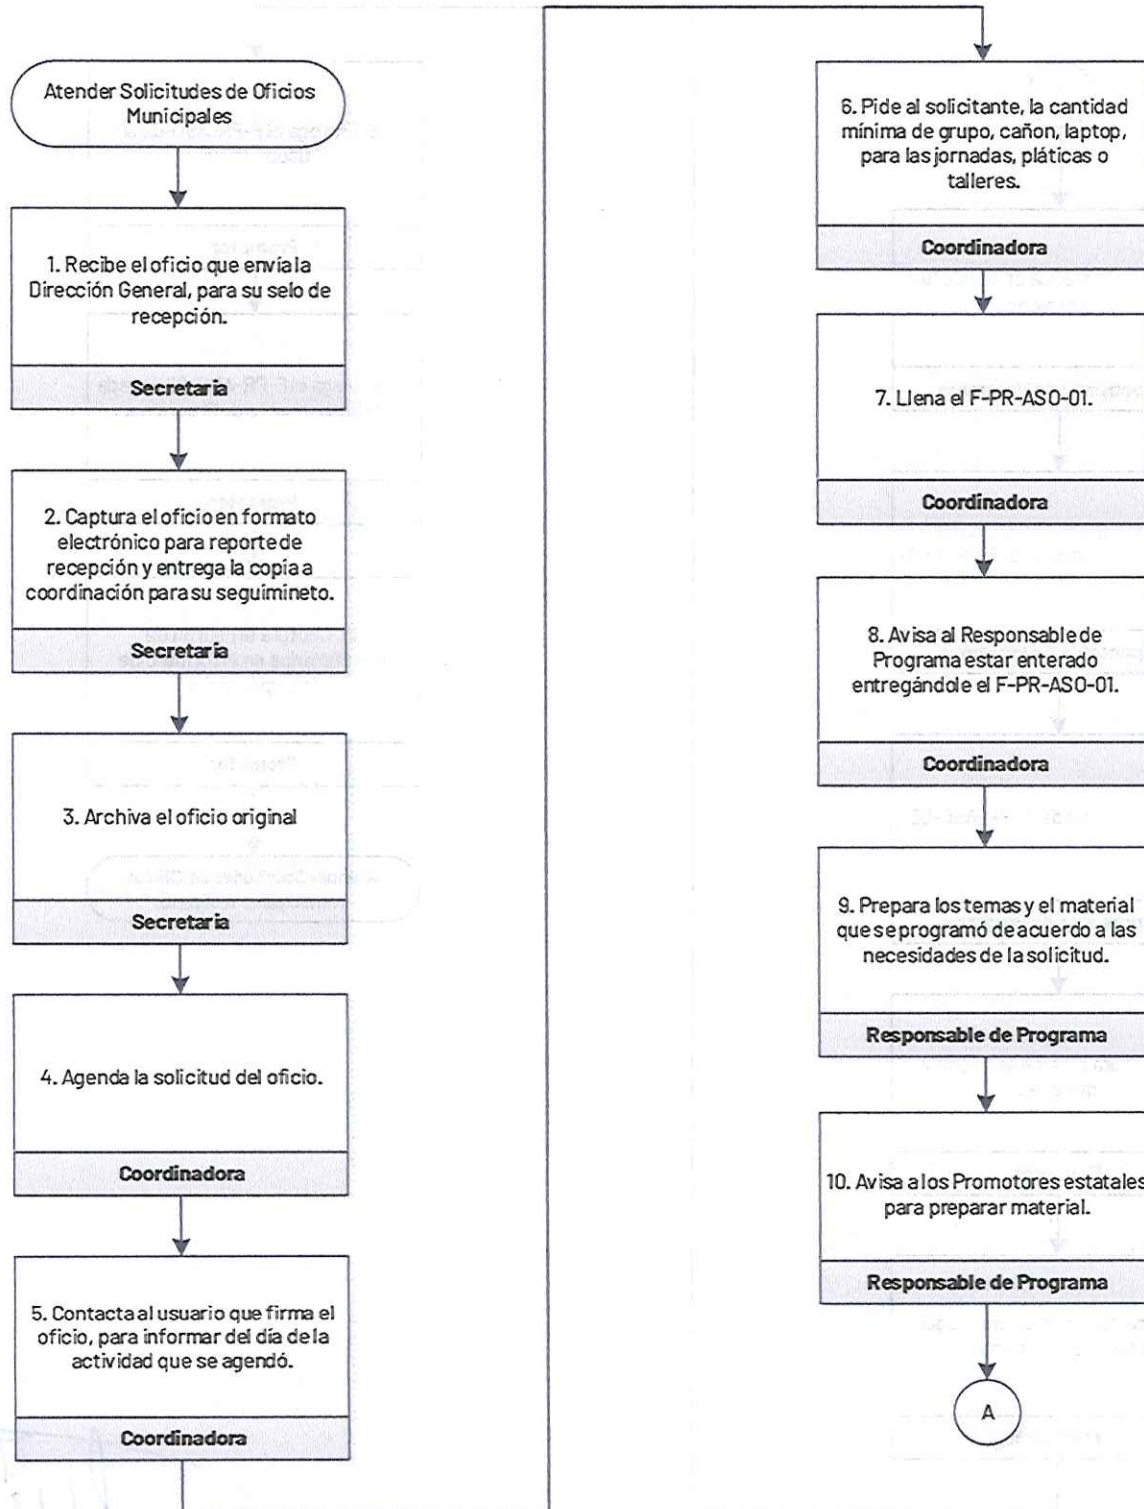 Atender Solicitudes de Oficios
Municipales
1. Recibe el oficio que envía la
Dirección General, para su selo de
recepción.
Secretaria
2. Captura el oficio en formato
electrónico para reporte de
recepción y entrega la copia a
coordinación para su seguimineto.
Secretaria
3. Archiva el oficio original
Secretaria
4. Agenda la solicitud del oficio.
Coordinadora
5. Contacta al usuario que firma el
oficio, para informar del día de la
actividad que se agendó.
Coordinadora
6. Pide al solicitante, la cantidad
mínima de grupo, cañon, laptop,
para las jornadas, pláticas o
talleres.
Coordinadora
7. Llena el F-PR-ASO-01.
Coordinadora
8. Avisa al Responsable de
Programa estar enterado
entregándole el F-PR-ASO-01.
Coordinadora
9. Prepara los temas y el material
que se programó de acuerdo a las
necesidades de la solicitud.
Responsable de Programa
10. Avisa a los Promotores estatales
para preparar material.
Responsable de Programa
A